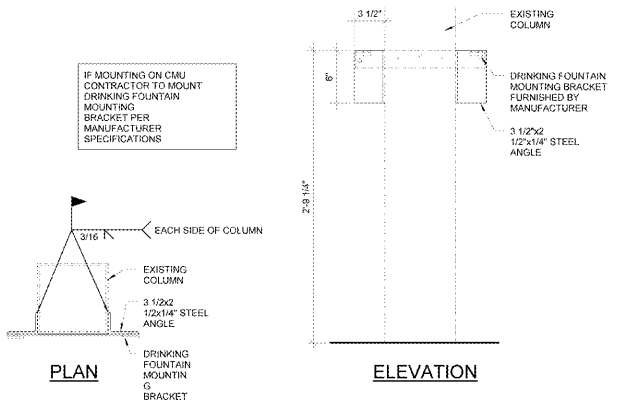 3 1/2"
EXISTING
COLUMN
6"
DRINKING FOUNTAIN
MOUNTING BRACKET
FURNISHED BY
MANUFACTURER
3 1/2"x2
1/2"x1/4" STEEL
ANGLE
2'-9 1/4"
ELEVATION
IF MOUNTING ON CMU
CONTRACTOR TO MOUNT
DRINKING FOUNTAIN
MOUNTING
BRACKET PER
MANUFACTURER
SPECIFICATIONS
3/16
EACH SIDE OF COLUMN
EXISTING
COLUMN
3 1/2x2
1/2x1/4" STEEL
ANGLE
DRINKING
FOUNTAIN
MOUNTIN
G
BRACKET
PLAN